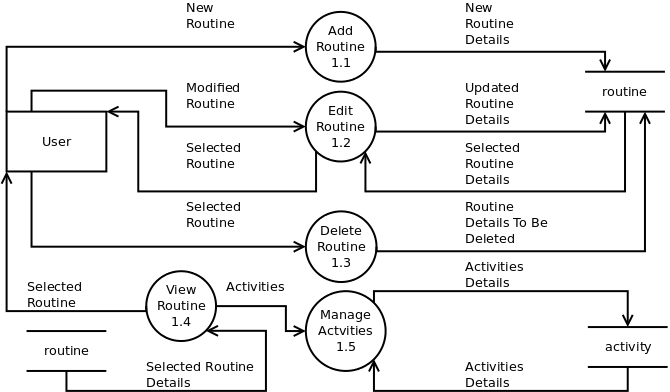 New
Routine
Add
Routine
1.1
New
Routine
Details
Modified
Routine
Edit
Routine
1.2
Updated
Routine
Details
routine
User
Selected
Routine
Selected
Routine
Details
Selected
Routine
Delete
Routine
1.3
Routine
Details To Be
Deleted
Selected
Routine
View
Routine
1.4
Activities
Manage
Actvities
1.5
Activities
Details
routine
activity
Selected Routine
Details
Activities
Details